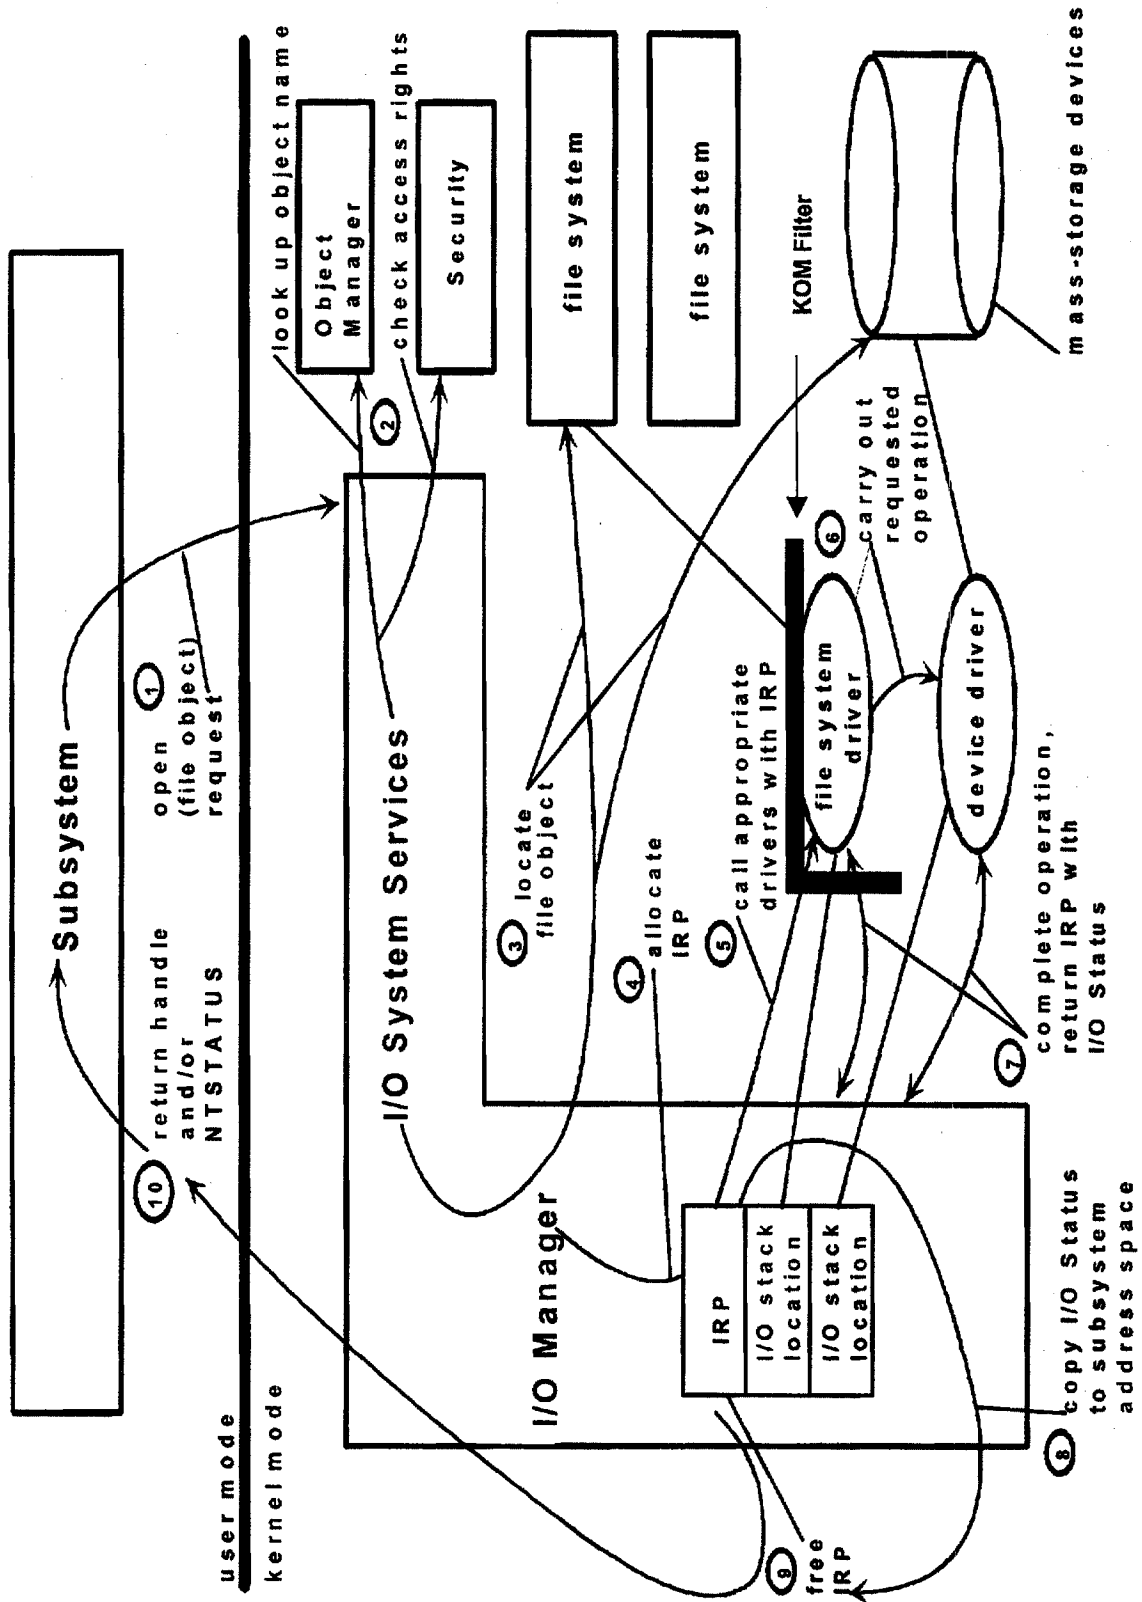 Subsystem
1
open
(file object)
request
10
return handle
and/or
NTSTATUS
user mode
kernel mode
look up object name
Object
Manager
2
check access rights
Security
I/O System Services
file system
file system
3
locate
file object
I/O Manager
4
allocate
IRP
5
call appropriate
drivers with IRP
KOM Filter
6
carry out
requested
operation
file system
driver
device driver
mass-storage devices
7
complete operation,
return IRP with
I/O Status
IRP
I/O stack
location
I/O stack
location
8
copy I/O Status
to subsystem
address space
9
free
IRP